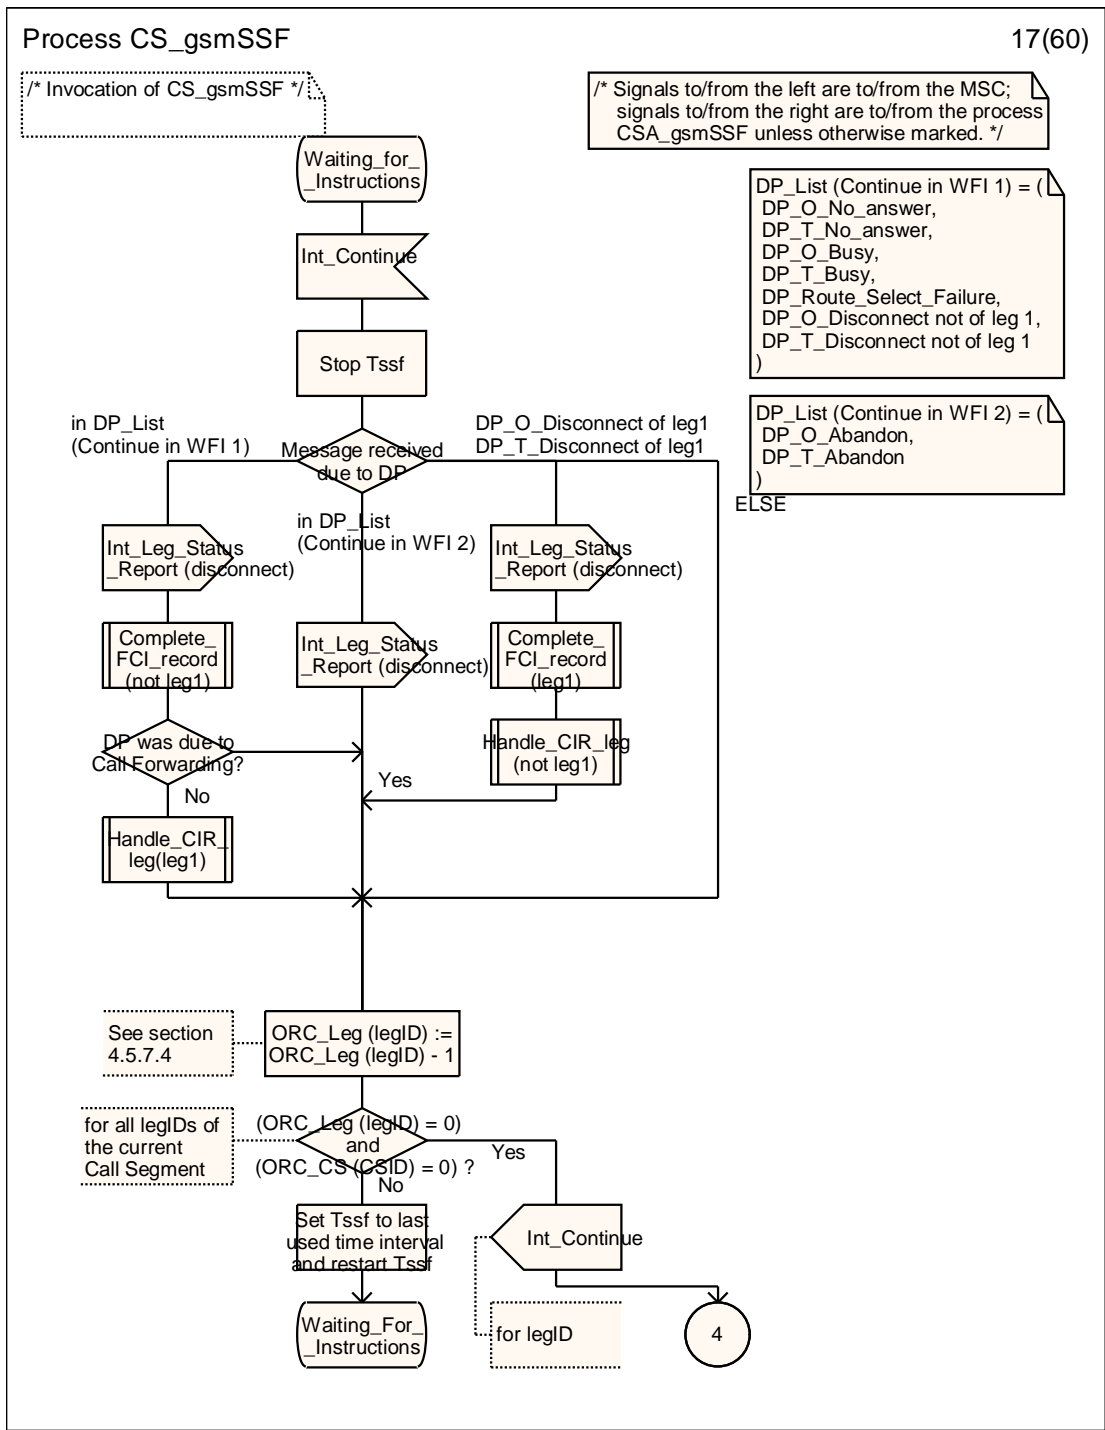 Process CS_gsmSSF
17(60)
/* Invocation of CS_gsmSSF */
/* Signals to/from the left are to/from the MSC;
signals to/from the right are to/from the process
CSA_gsmSSF unless otherwise marked. */
Waiting_for_
_Instructions
DP_List (Continue in WFI 1) = (
DP_O_No_answer,
DP_T_No_answer,
DP_O_Busy,
DP_T_Busy,
DP_Route_Select_Failure,
DP_O_Disconnect not of leg 1,
DP_T_Disconnect not of leg 1
)
Int_Continue
Stop Tssf
DP_List (Continue in WFI 2) = (
DP_O_Abandon,
DP_T_Abandon
)
in DP_List
(Continue in WFI 1)
Message received
due to DP
DP_O_Disconnect of leg1
DP_T_Disconnect of leg1
ELSE
in DP_List
(Continue in WFI 2)
Int_Leg_Status
_Report (disconnect)
Int_Leg_Status
_Report (disconnect)
Complete_
FCI_record
(not leg1)
Int_Leg_Status
_Report (disconnect)
Complete_
FCI_record
(leg1)
DP was due to
Call Forwarding?
Handle_CIR_leg
(not leg1)
Yes
No
Handle_CIR_
leg(leg1)
See section
4.5.7.4
ORC_Leg (legID) :=
ORC_Leg (legID) - 1
for all legIDs of
the current
Call Segment
(ORC_Leg (legID) = 0)
and
(ORC_CS (CSID) = 0) ?
Yes
No
Set Tssf to last
used time interval
and restart Tssf
Int_Continue
Waiting_For_
_Instructions
for legID
4